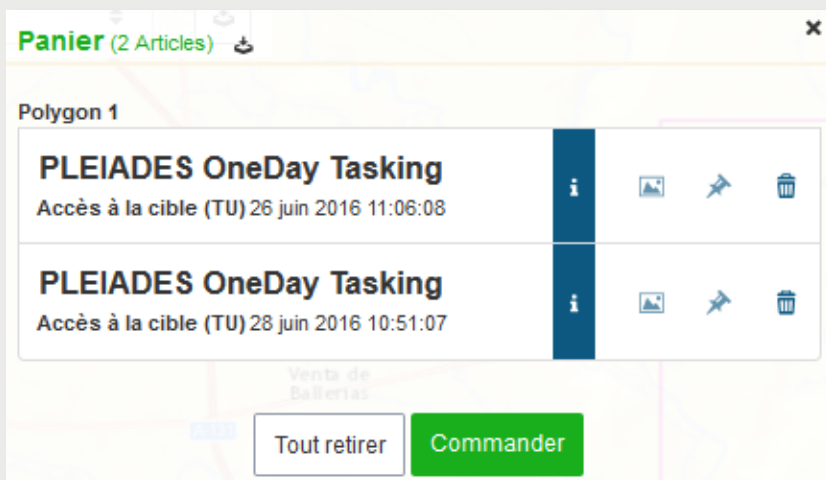 Panier (2 Articles)
Polygon 1
PLEIADES OneDay Tasking
Accès à la cible (TU) 26 juin 2016 11:06:08
PLEIADES OneDay Tasking
Accès à la cible (TU) 28 juin 2016 10:51:07
Venta de
Ballerias
A-131
Tout retirer
Commander